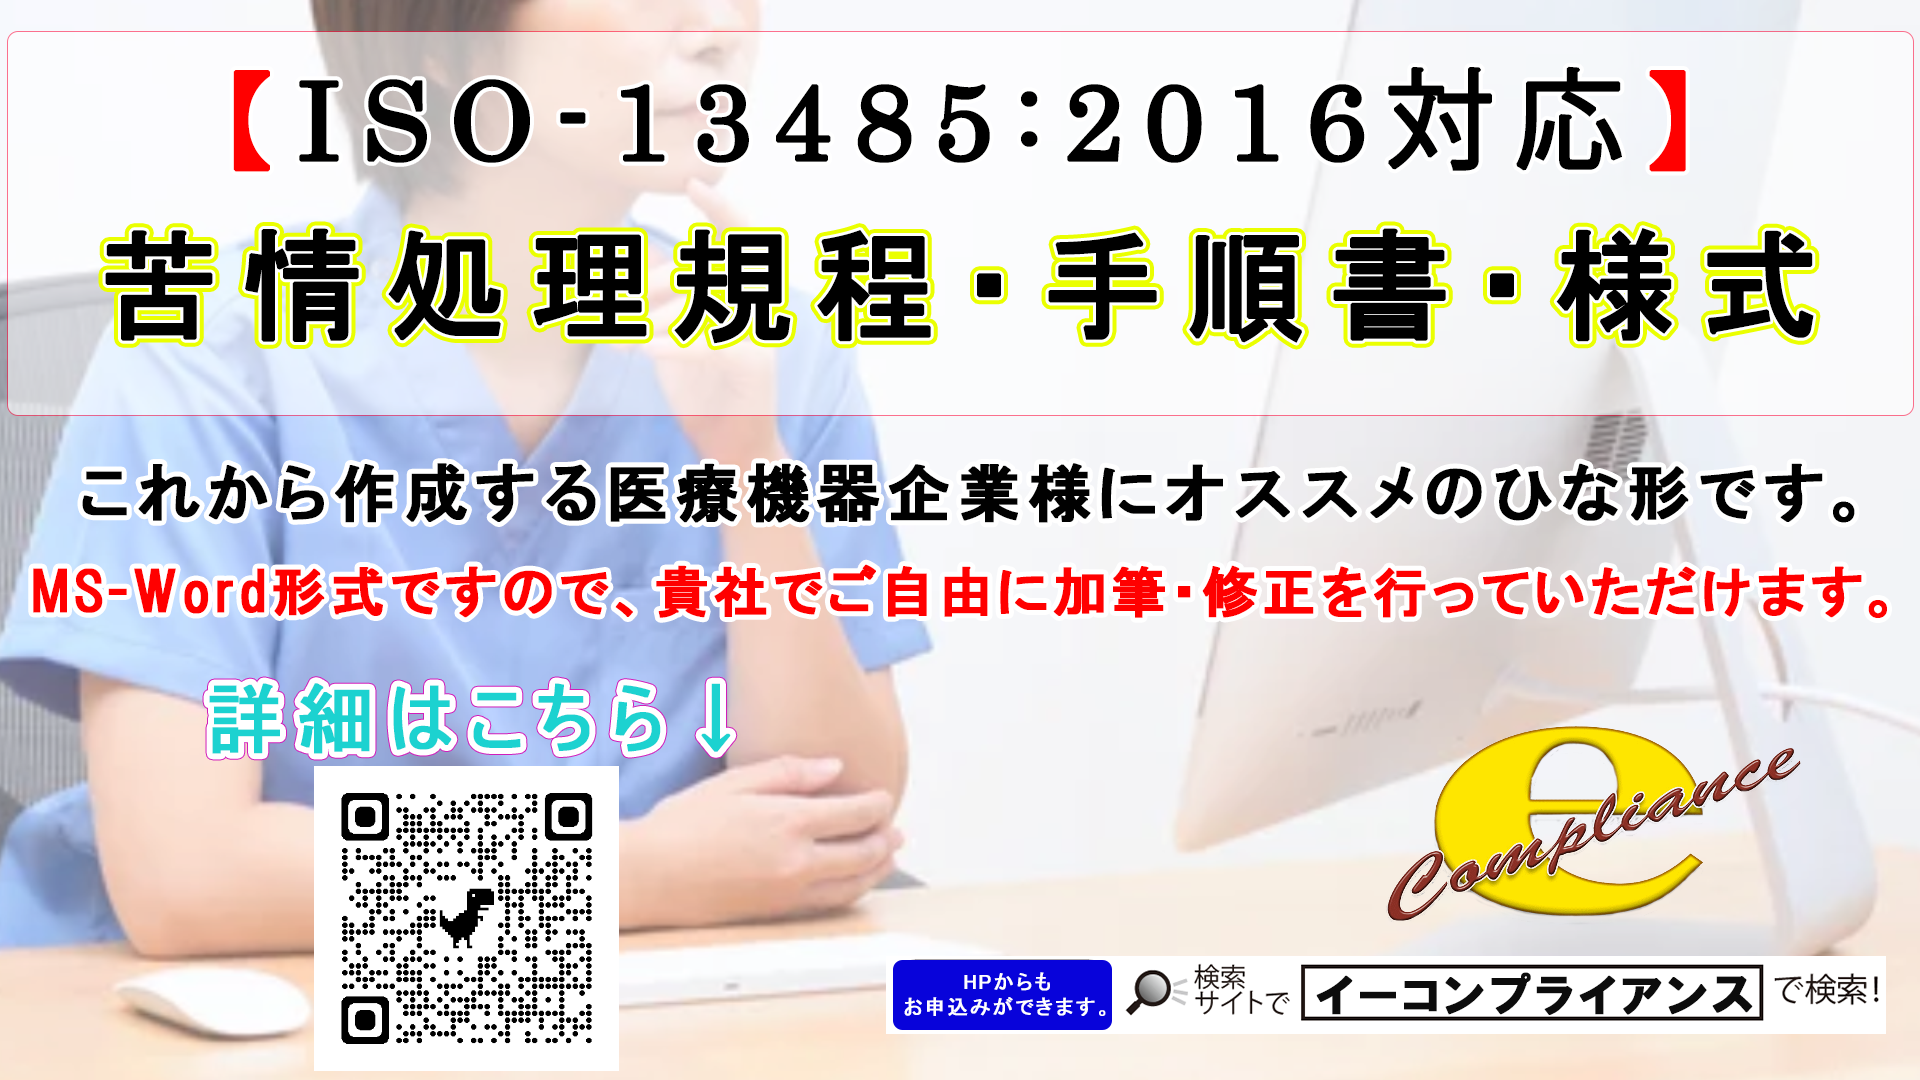 【ISO-13485:2016対応】
苦情処理規程・手順書・様式
これから作成する医療機器企業様にオススメのひな形です。
MS-Word形式ですので、貴社でご自由に加筆・修正を行っていただけます。
詳細はこちら↓
e
Compliance
HPからも
お申込みができます。
検索
サイトで
イーコンプライアンス
で検索!